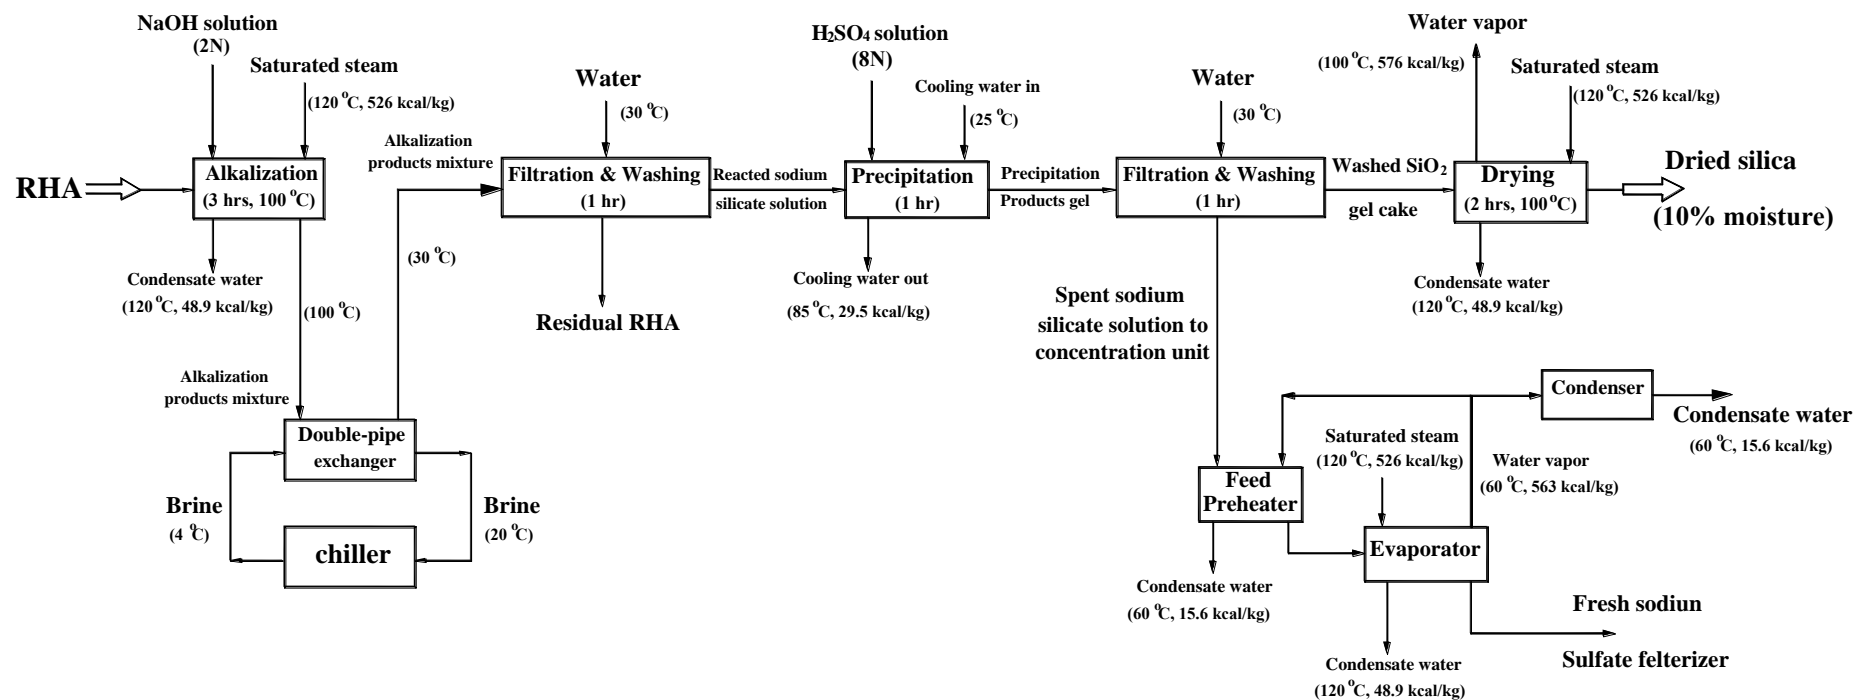 NaOH solution
(2N)
Saturated steam
(120 °C, 526 kcal/kg)
RHA
Alkalization
(3 hrs, 100 °C)
Condensate water
(120 °C, 48.9 kcal/kg)
(100 °C)
Alkalization
products mixture
Double-pipe
exchanger
Brine
(4 °C)
Brine
(20 °C)
chiller
(30 °C)
Alkalization
products mixture
Water
(30 °C)
Filtration & Washing
(1 hr)
Residual RHA
Reacted sodium
silicate solution
H2SO4 solution
(8N)
Cooling water in
(25 °C)
Precipitation
(1 hr)
Cooling water out
(85 °C, 29.5 kcal/kg)
Precipitation
Products gel
Water
(30 °C)
Filtration & Washing
(1 hr)
Washed SiO2
gel cake
Water vapor
(100 °C, 576 kcal/kg)
Saturated steam
(120 °C, 526 kcal/kg)
Drying
(2 hrs, 100 °C)
Dried silica
(10% moisture)
Condensate water
(120 °C, 48.9 kcal/kg)
Spent sodium
silicate solution to
concentration unit
Feed
Preheater
Condensate water
(60 °C, 15.6 kcal/kg)
Saturated steam
(120 °C, 526 kcal/kg)
Water vapor
(60 °C, 563 kcal/kg)
Condenser
Condensate water
(60 °C, 15.6 kcal/kg)
Evaporator
Condensate water
(120 °C, 48.9 kcal/kg)
Fresh sodiun
Sulfate felterizer